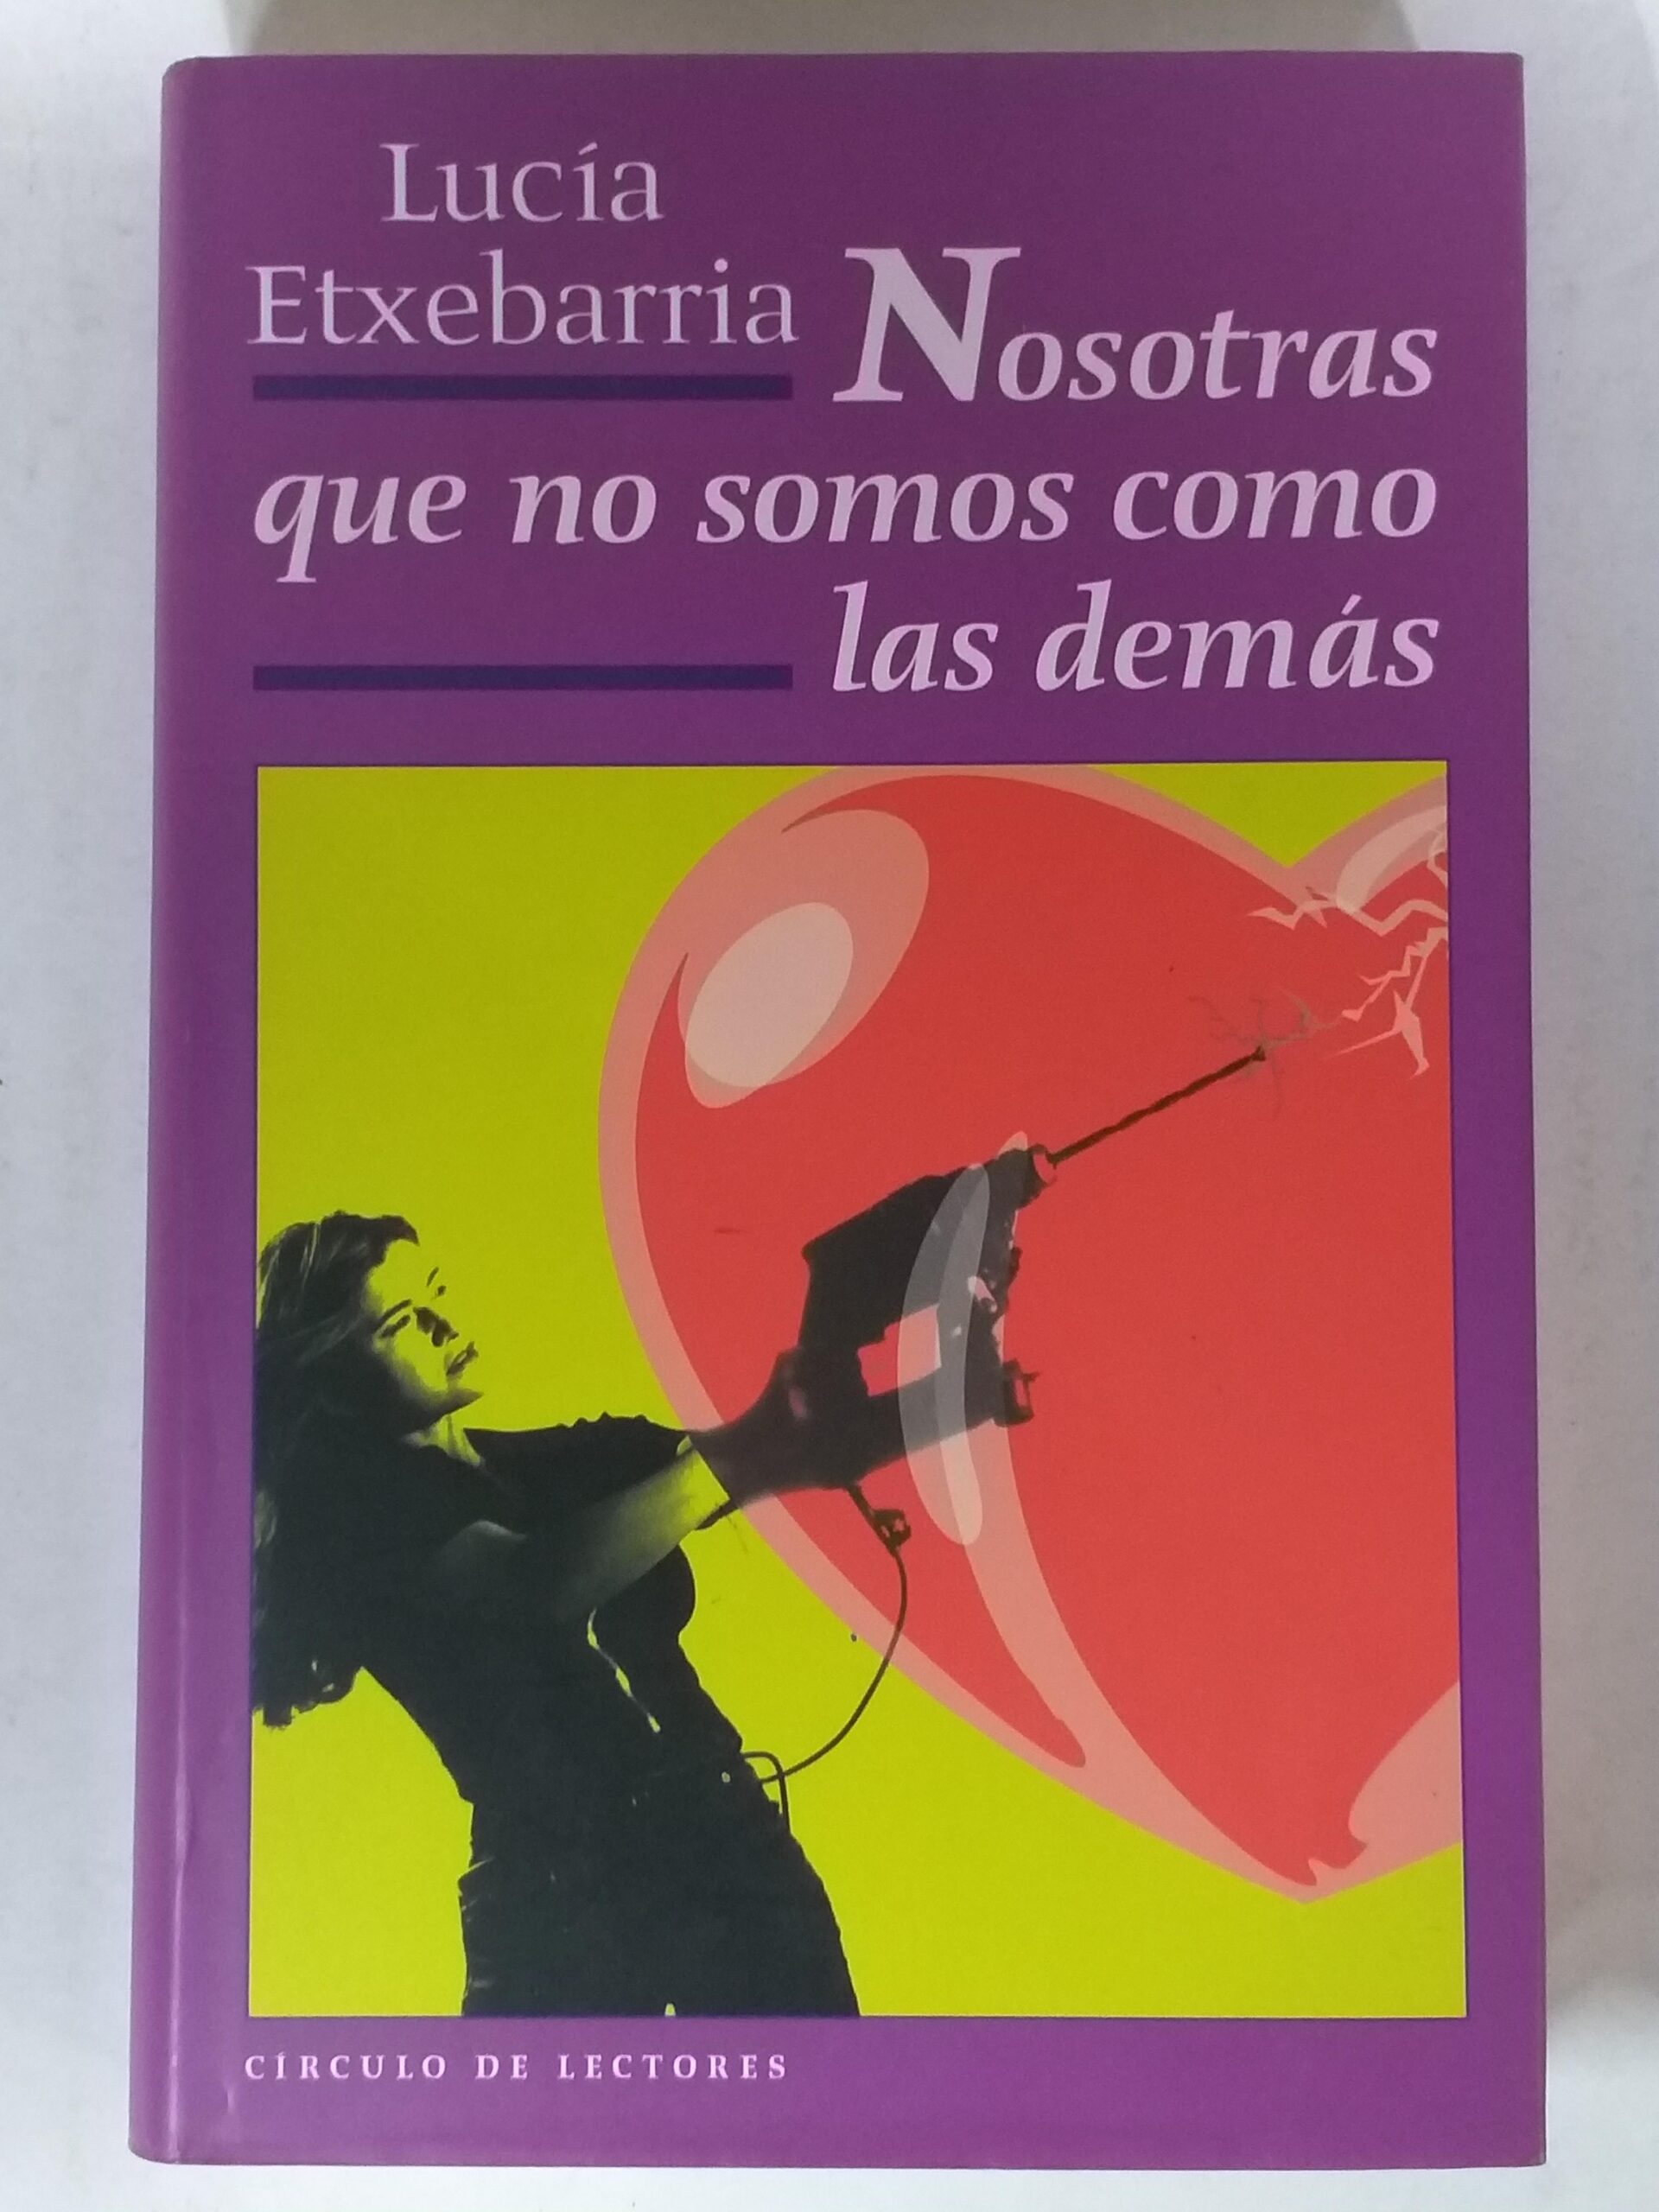 Lucía
Etxebarria
Nosotras
que no somos como
las demás
CÍRCULO DE LECTORES